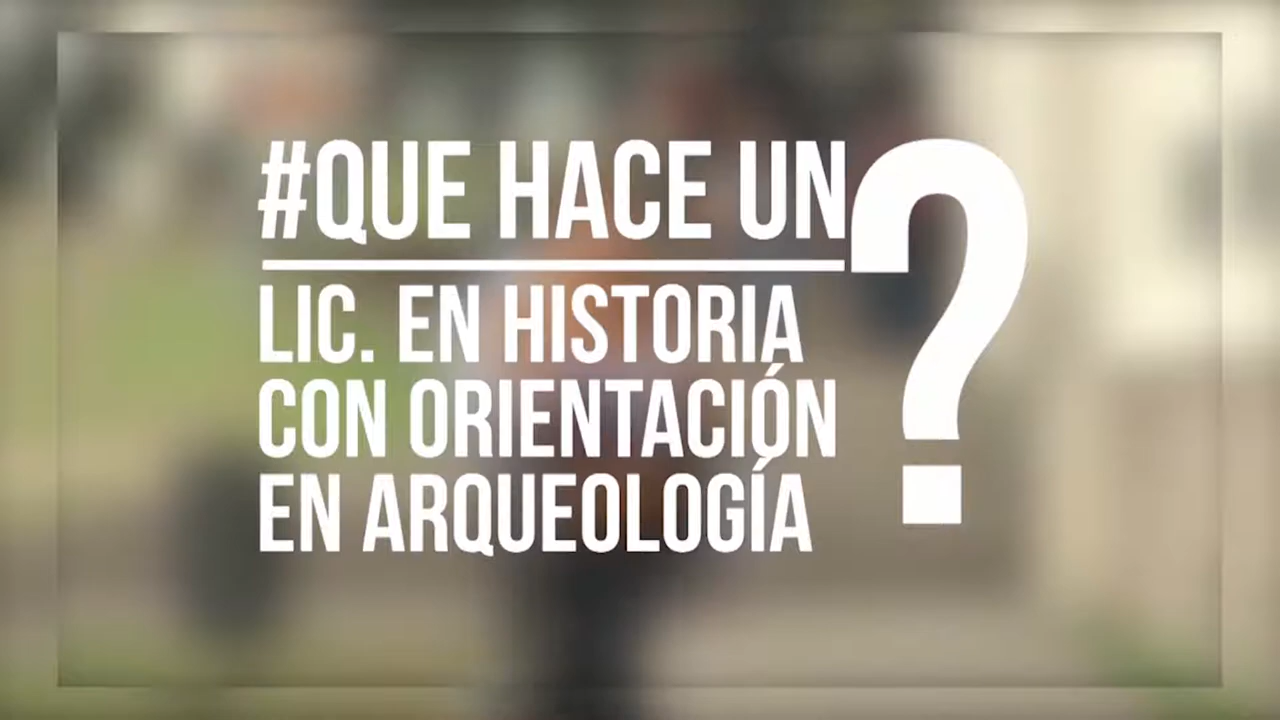 #QUE HACE UN ?
LIC. EN HISTORIA
CON ORIENTACIÓN
EN ARQUEOLOGÍA